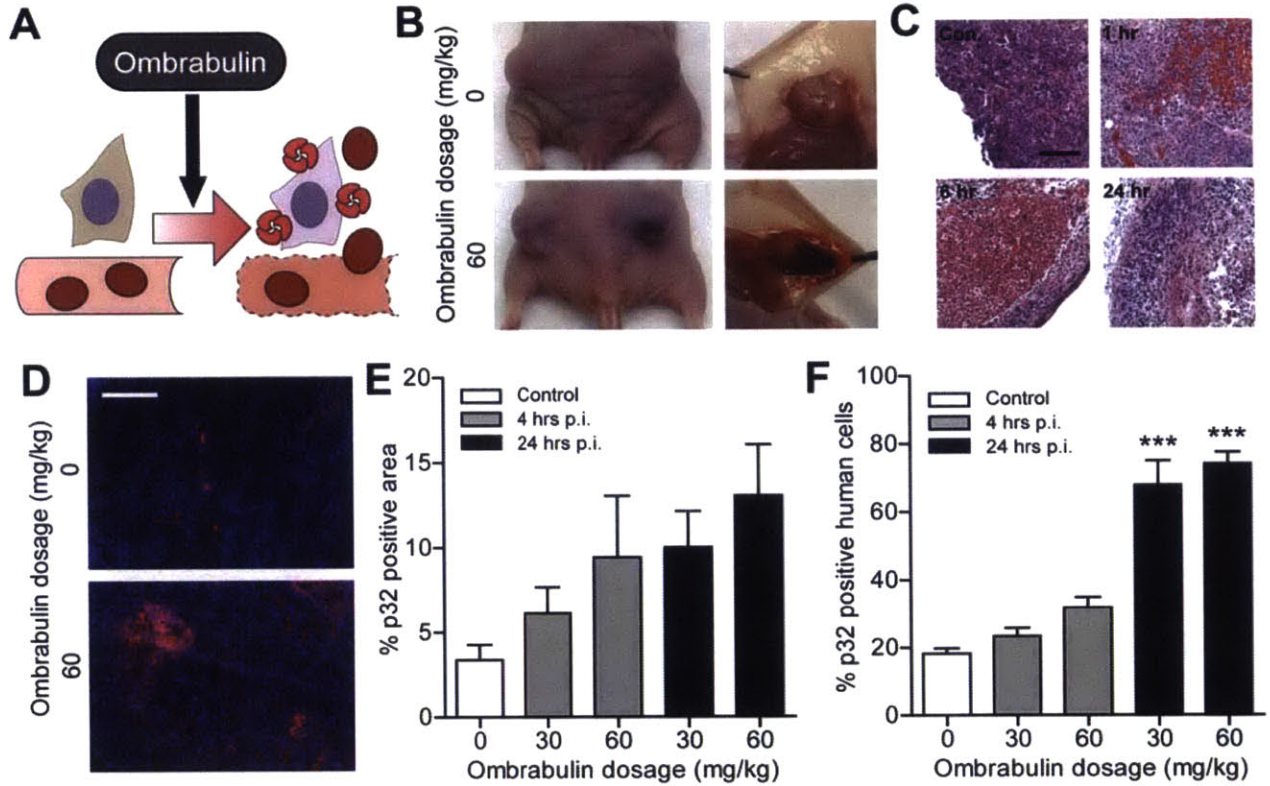 A
Ombrabulin
B
Ombrabulin dosage (mg/kg)
0
60
C
Con.
1 hr
6 hr
24 hr
D
Ombrabulin dosage (mg/kg)
0
60
E
% p32 positive area
20
15
10
5
0
Control
4 hrs p.i.
24 hrs p.i.
0 30 60 30 60
Ombrabulin dosage (mg/kg)
F
% p32 positive human cells
100
80
60
40
20
0
Control
4 hrs p.i.
24 hrs p.i.
*** ***
0 30 60 30 60
Ombrabulin dosage (mg/kg)